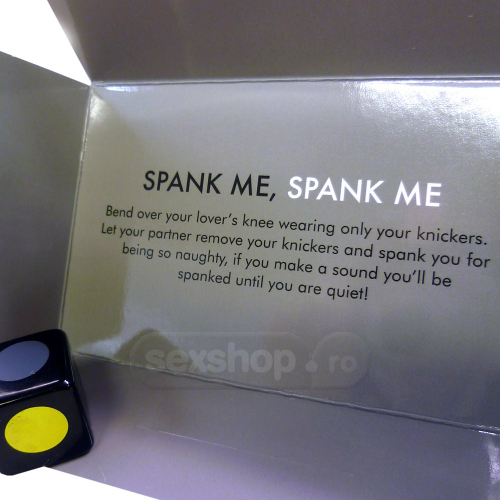 SPANK ME, SPANK ME
Bend over your lover's knee wearing only your knickers.
Let your partner remove your knickers and spank you for
being so naughty, if you make a sound you'll be
spanked until you are quiet!
sexshop.ro